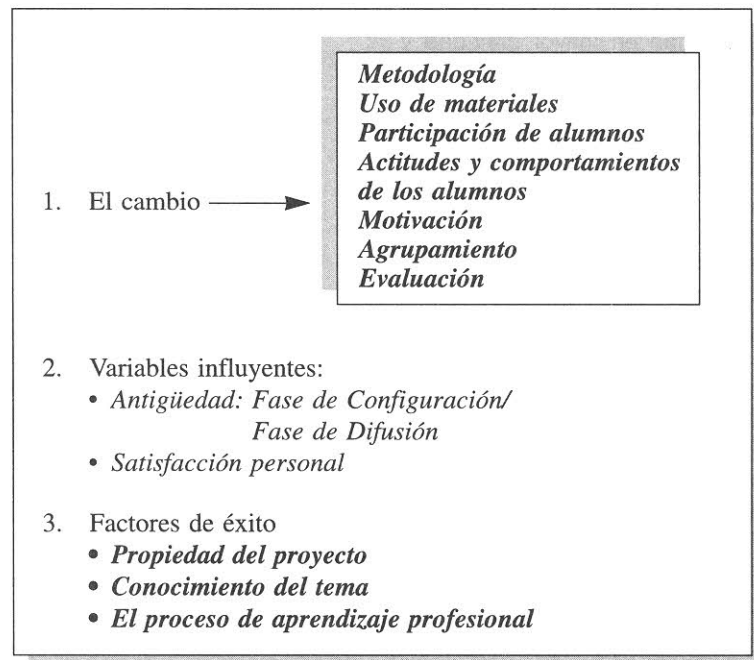 Metodología
Uso de materiales
Participación de alumnos
Actitudes y comportamientos
de los alumnos
Motivación
Agrupamiento
Evaluación
1. El cambio
2. Variables influyentes:
• Antigüedad: Fase de Configuración/
Fase de Difusión
• Satisfacción personal
3. Factores de éxito
• Propiedad del proyecto
• Conocimiento del tema
• El proceso de aprendizaje profesional